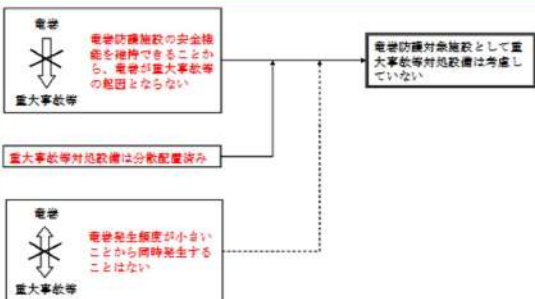 竜巻
竜巻防護施設の安全機
能を維持できることか
ら、竜巻が重大事故等
の起因とならない
重大事故等
竜巻防護対象施設として重
大事故等対処設備は考慮し
ていない
重大事故等対処設備は分散配置済み
竜巻
竜巻発生頻度が小さい
ことから同時発生する
ことはない
重大事故等